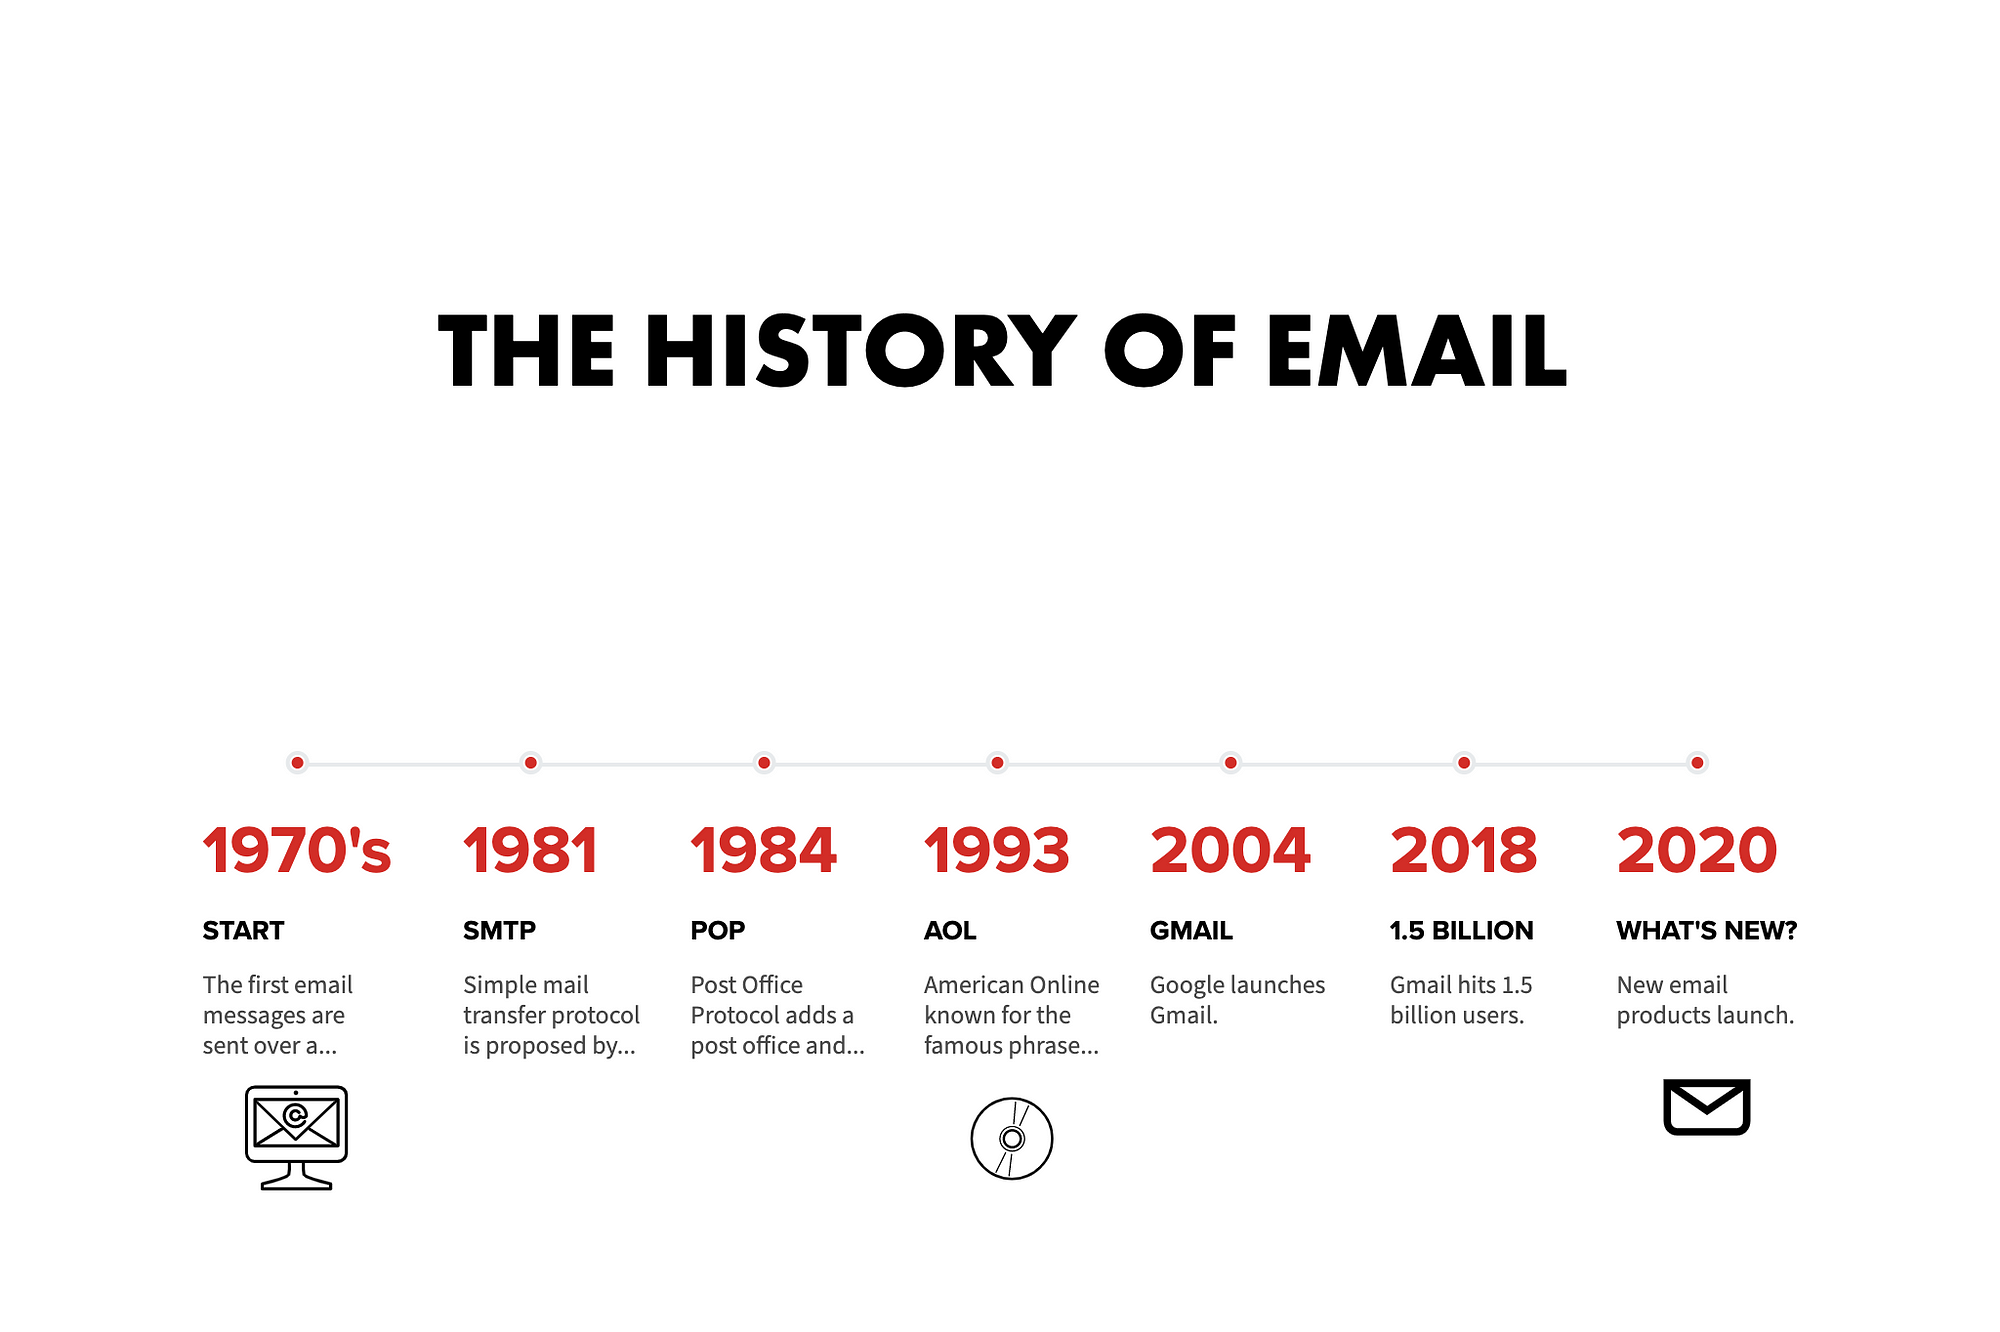 THE HISTORY OF EMAIL
1970's
START
The first email
messages are
sent over a...
1981
SMTP
Simple mail
transfer protocol
is proposed by...
1984
POP
Post Office
Protocol adds a
post office and...
1993
AOL
American Online
known for the
famous phrase...
2004
GMAIL
Google launches
Gmail.
2018
1.5 BILLION
Gmail hits 1.5
billion users.
2020
WHAT'S NEW?
New email
products launch.